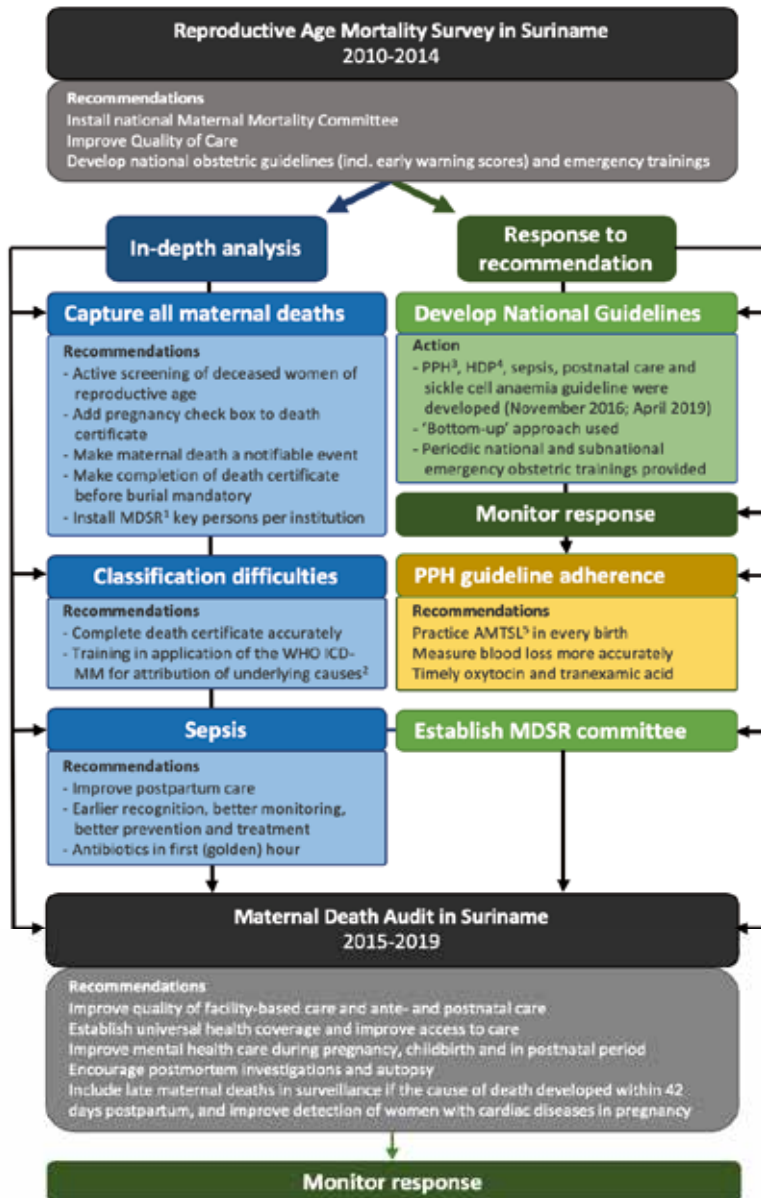 Reproductive Age Mortality Survey in Suriname
2010-2014
Recommendations
Install national Maternal Mortality Committee
Improve Quality of Care
Develop national obstetric guidelines (incl. early warning scores) and emergency trainings
In-depth analysis
Capture all maternal deaths
Recommendations
- Active screening of deceased women of
reproductive age
- Add pregnancy check box to death
certificate
- Make maternal death a notifiable event
- Make completion of death certificate
before burial mandatory
- Install MDSR¹ key persons per institution
Classification difficulties
Recommendations
- Complete death certificate accurately
- Training in application of the WHO ICD-
MM for attribution of underlying causes²
Sepsis
Recommendations
- Improve postpartum care
- Earlier recognition, better monitoring,
better prevention and treatment
- Antibiotics in first (golden) hour
Response to
recommendation
Develop National Guidelines
Action
- PPH³, HDP⁴, sepsis, postnatal care and
sickle cell anaemia guideline were
developed (November 2016; April 2019)
- ‘Bottom-up’ approach used
- Periodic national and subnational
emergency obstetric trainings provided
Monitor response
PPH guideline adherence
Recommendations
Practice AMTSL⁵ in every birth
Measure blood loss more accurately
Timely oxytocin and tranexamic acid
Establish MDSR committee
Maternal Death Audit in Suriname
2015-2019
Recommendations
Improve quality of facility-based care and ante- and postnatal care
Establish universal health coverage and improve access to care
Improve mental health care during pregnancy, childbirth and in postnatal period
Encourage postmortem investigations and autopsy
Include late maternal deaths in surveillance if the cause of death developed within 42
days postpartum, and improve detection of women with cardiac diseases in pregnancy
Monitor response